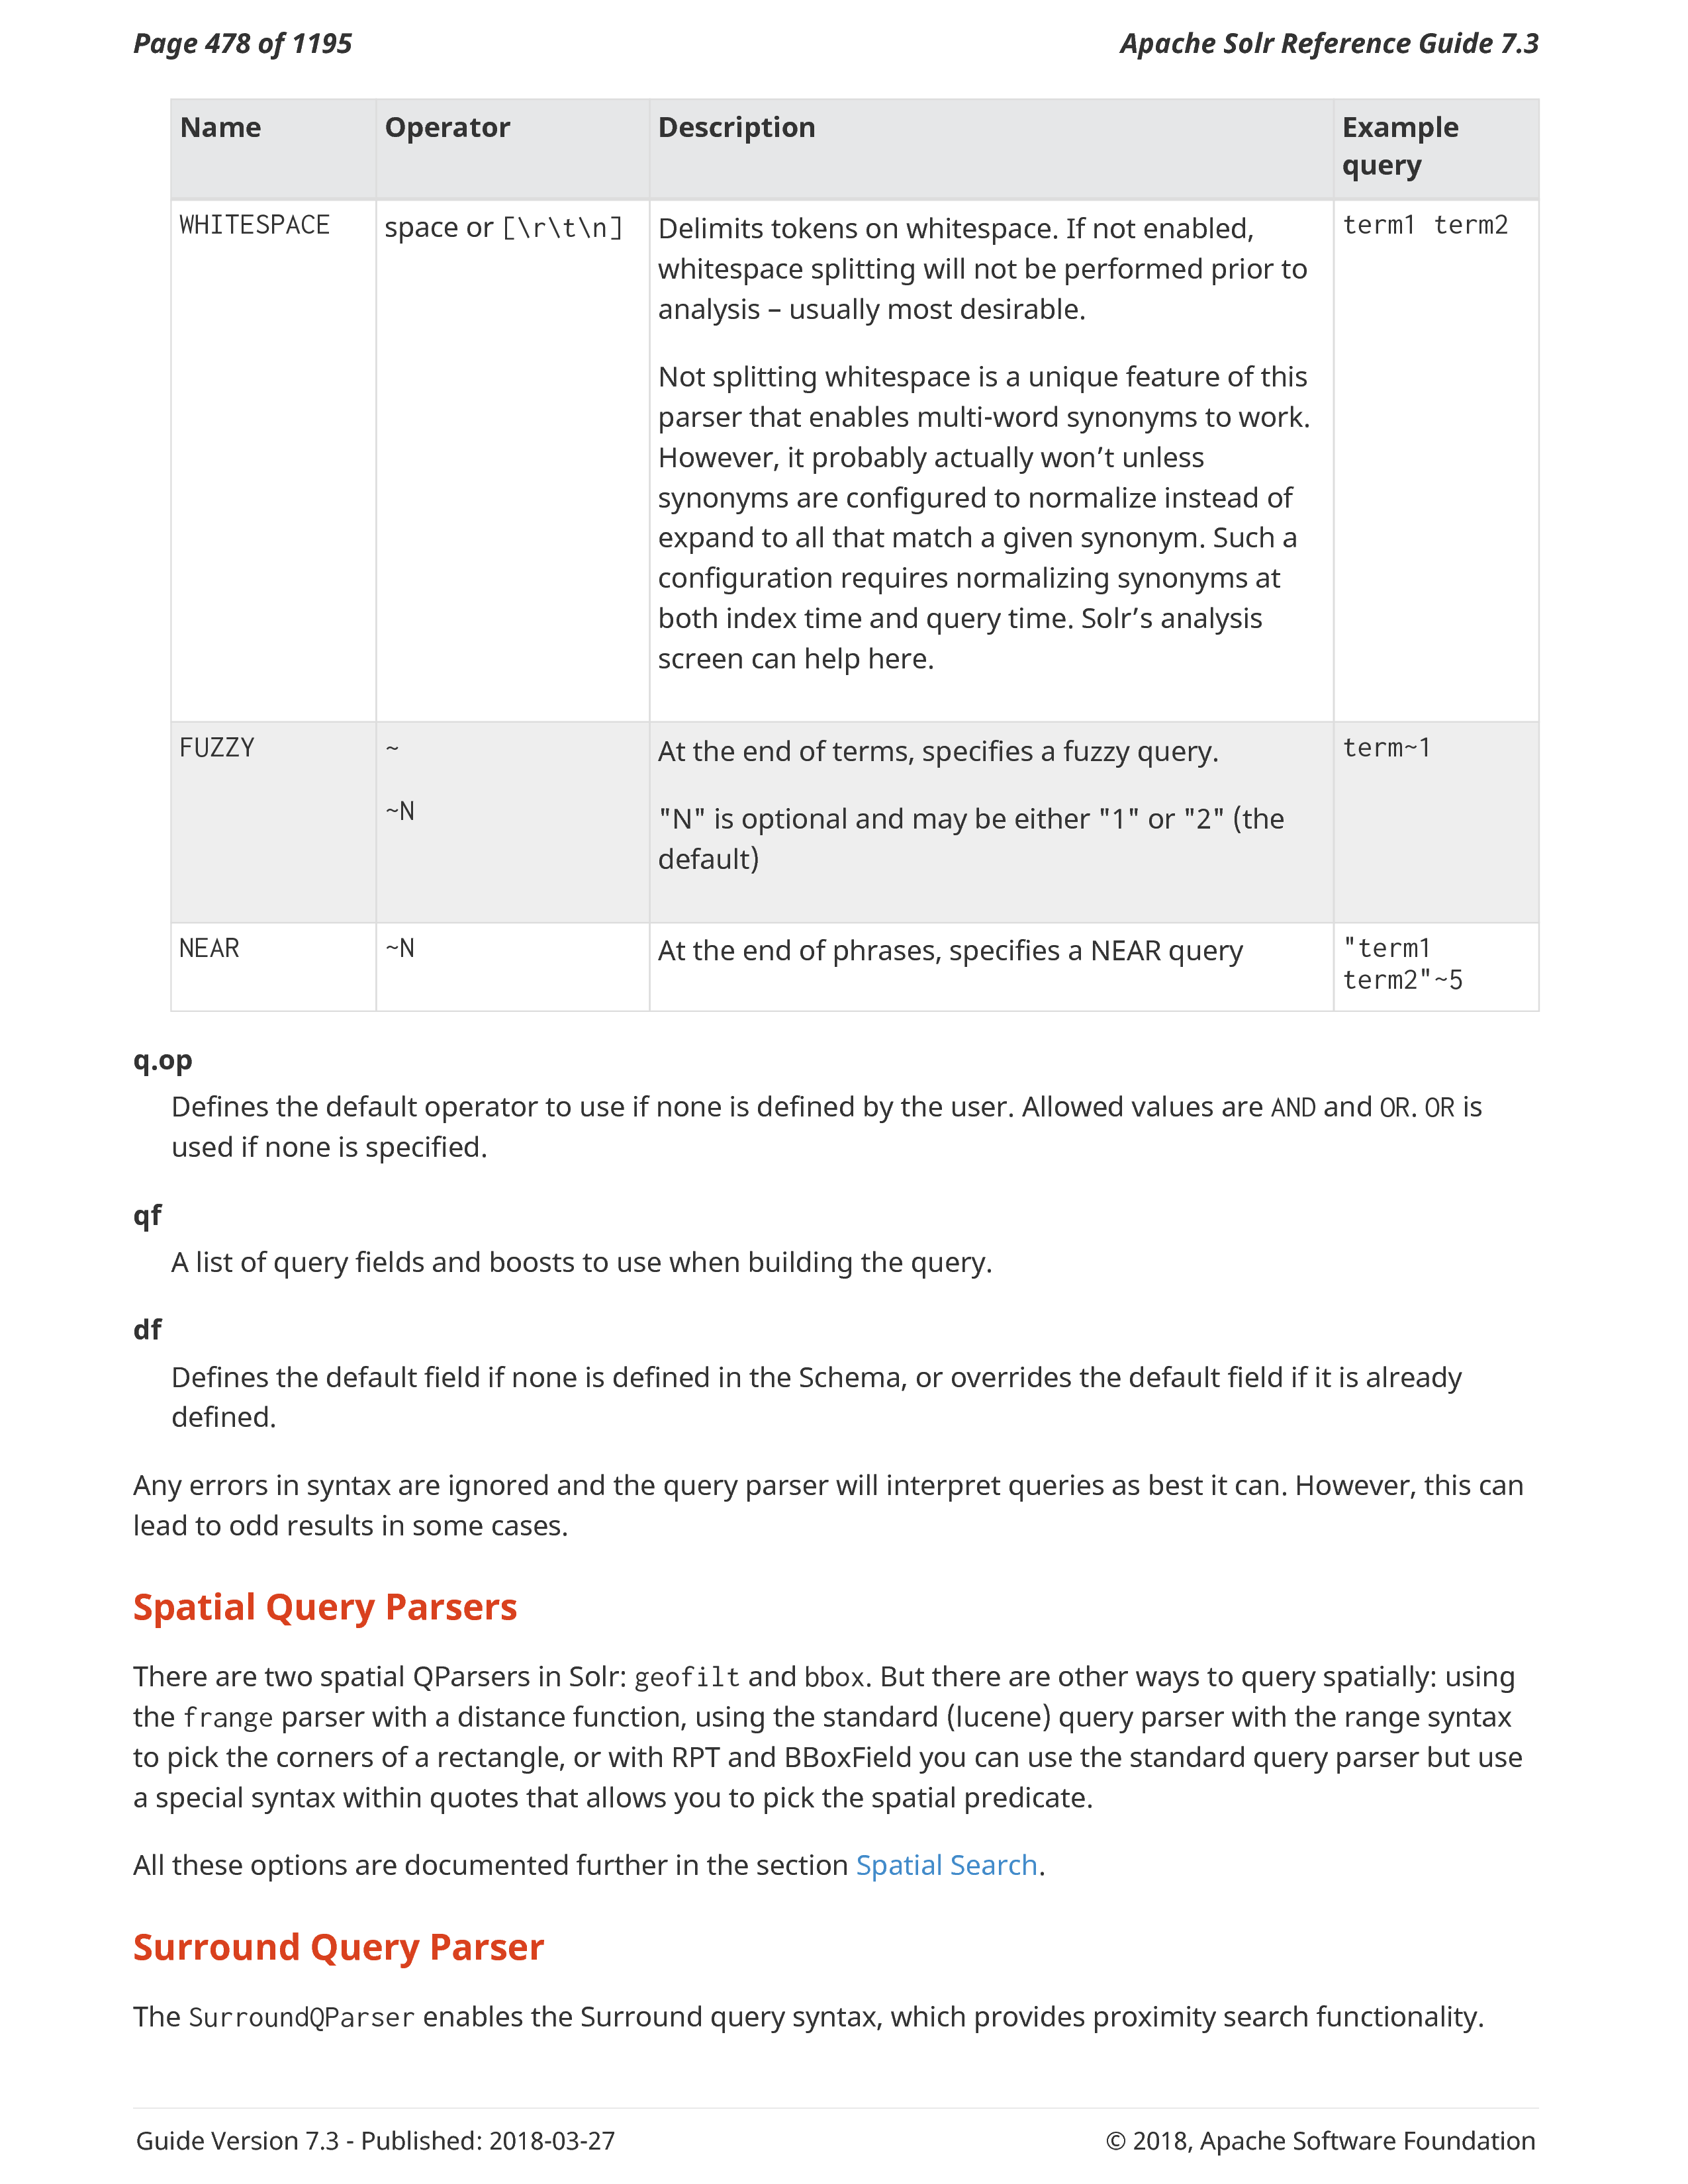 Page 478 of 1195
Apache Solr Reference Guide 7.3
Name
Operator
Description
Example
query
WHITESPACE
space or [\r\t\n]
Delimits tokens on whitespace. If not enabled,
whitespace splitting will not be performed prior to
analysis – usually most desirable.
Not splitting whitespace is a unique feature of this
parser that enables multi-word synonyms to work.
However, it probably actually won’t unless
synonyms are configured to normalize instead of
expand to all that match a given synonym. Such a
configuration requires normalizing synonyms at
both index time and query time. Solr’s analysis
screen can help here.
term1 term2
FUZZY
~
~N
At the end of terms, specifies a fuzzy query.
"N" is optional and may be either "1" or "2" (the
default)
term~1
NEAR
~N
At the end of phrases, specifies a NEAR query
"term1
term2"~5
q.op
Defines the default operator to use if none is defined by the user. Allowed values are AND and OR. OR is
used if none is specified.
qf
A list of query fields and boosts to use when building the query.
df
Defines the default field if none is defined in the Schema, or overrides the default field if it is already
defined.
Any errors in syntax are ignored and the query parser will interpret queries as best it can. However, this can
lead to odd results in some cases.
Spatial Query Parsers
There are two spatial QParsers in Solr: geofilt and bbox. But there are other ways to query spatially: using
the frange parser with a distance function, using the standard (lucene) query parser with the range syntax
to pick the corners of a rectangle, or with RPT and BBoxField you can use the standard query parser but use
a special syntax within quotes that allows you to pick the spatial predicate.
All these options are documented further in the section Spatial Search.
Surround Query Parser
The SurroundQParser enables the Surround query syntax, which provides proximity search functionality.
Guide Version 7.3 - Published: 2018-03-27
© 2018, Apache Software Foundation